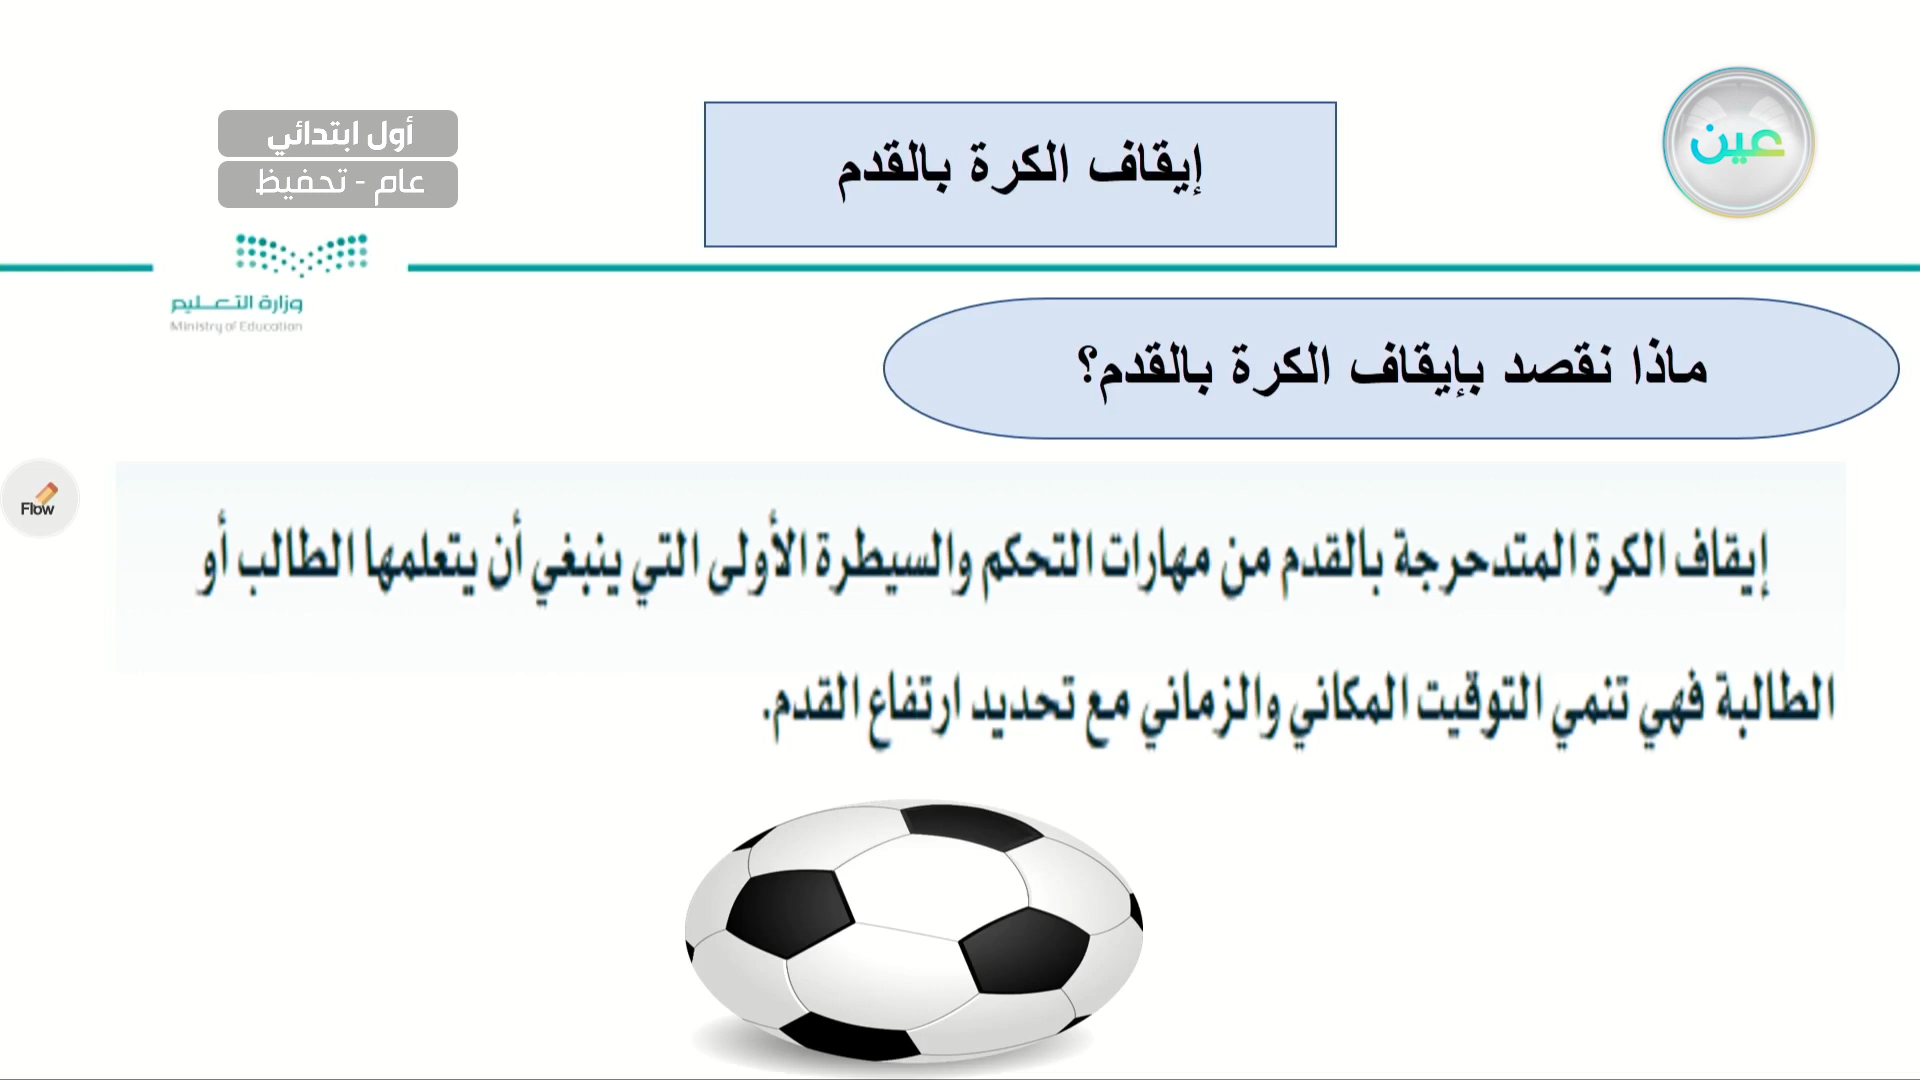 عين
إيقاف الكرة بالقدم
أول ابتدائي
عام - تحفيظ
وزارة التعليم
Ministry of Education
ماذا نقصد بإيقاف الكرة بالقدم؟
Flow
إيقاف الكرة المتدحرجة بالقدم من مهارات التحكم والسيطرة الأولى التي ينبغي أن يتعلمها الطالب أو
الطالبة فهي تنمي التوقيت المكاني والزماني مع تحديد ارتفاع القدم.